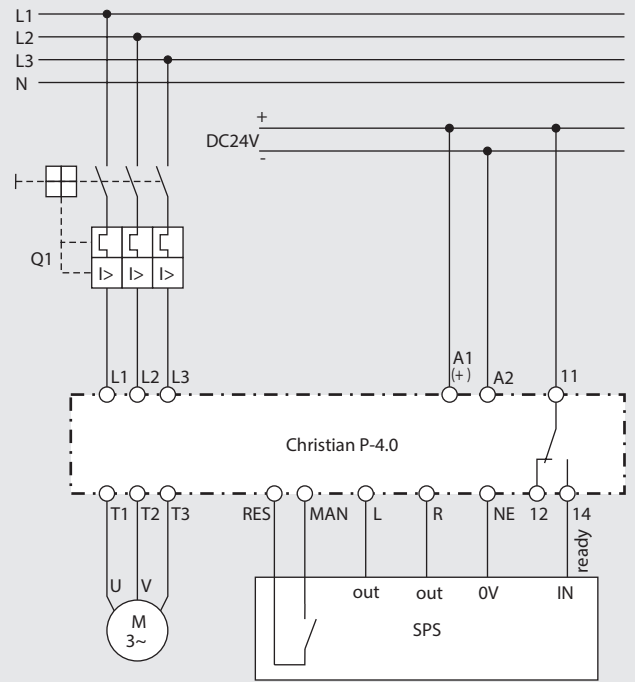 L1
L2
L3
N
+
DC24V
-
Q1
I> I> I>
L1 L2 L3
A1
(+)
A2
11
Christian P-4.0
T1 T2 T3
RES MAN L R NE 12 14
ready
U V
M
3~
out out 0V IN
SPS